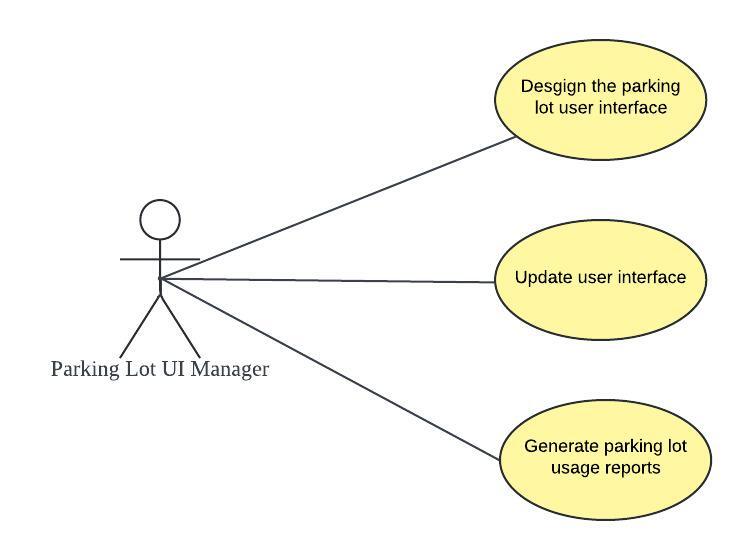 Desgign the parking
lot user interface
Update user interface
Parking Lot UI Manager
Generate parking lot
usage reports